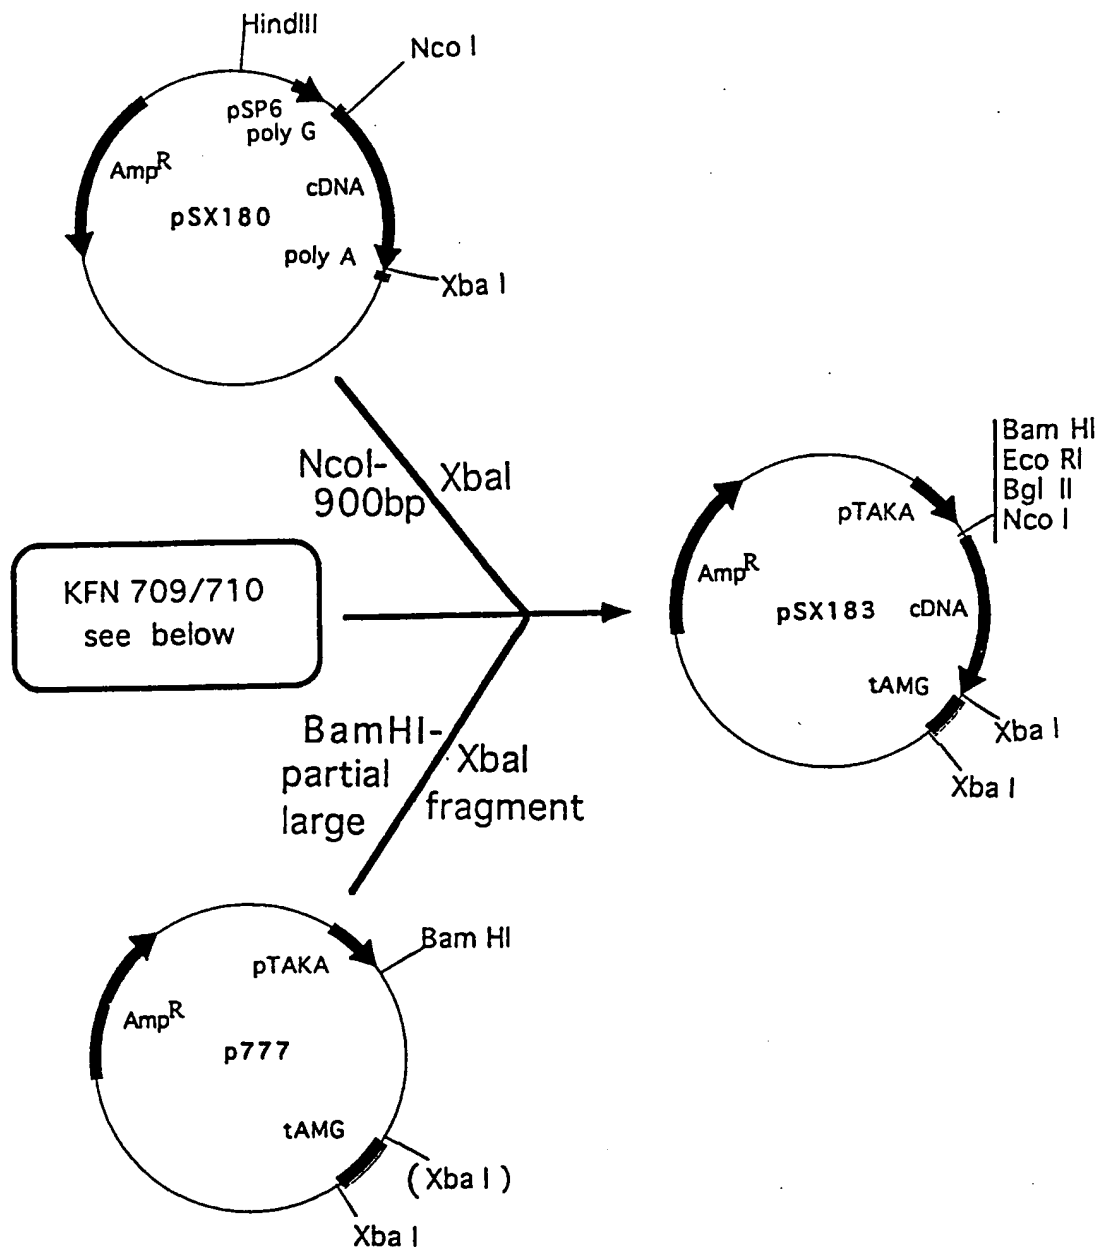 HindIII
Nco I
pSP6
poly G
AmpR
cDNA
pSX180
poly A
Xba I
NcoI- XbaI
900bp
KFN 709/710
see below
BamHI- XbaI
partial
large fragment
Bam HI
Eco RI
Bgl II
Nco I
pTAKA
AmpR
pSX183
cDNA
tAMG
Xba I
Xba I
Bam HI
pTAKA
AmpR
p777
tAMG
(Xba I)
Xba I